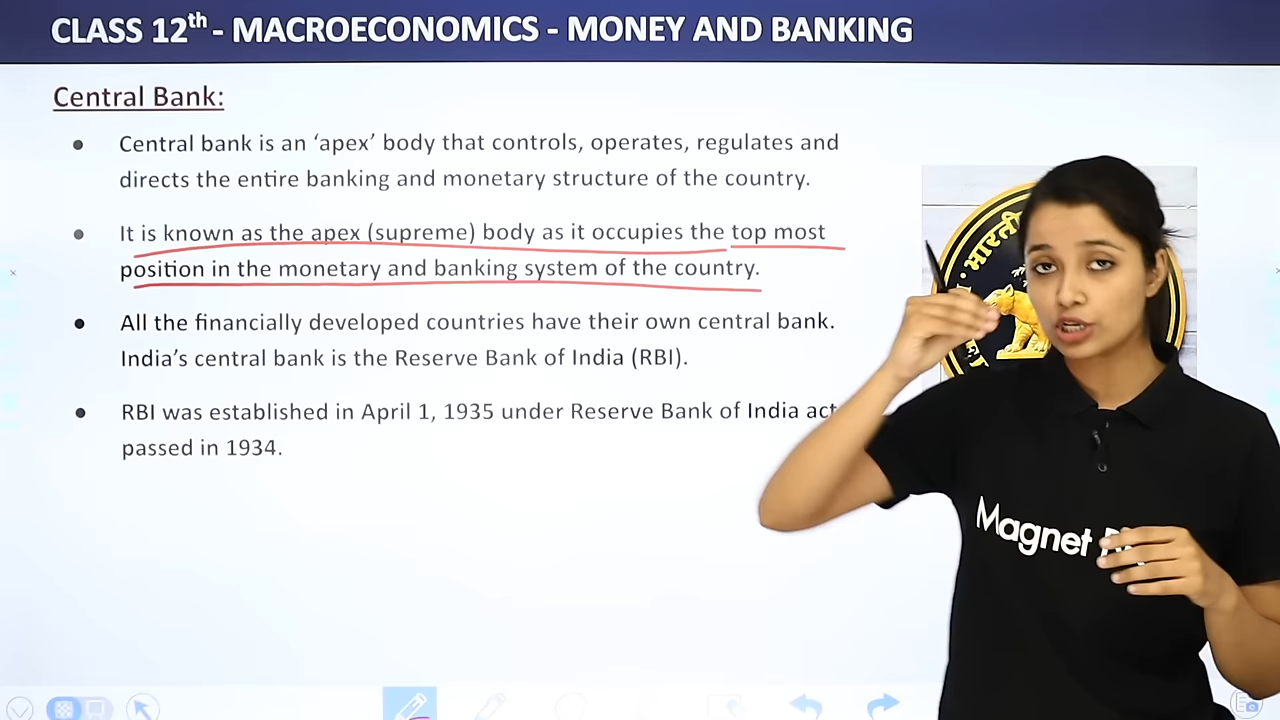 CLASS 12th - MACROECONOMICS - MONEY AND BANKING
Central Bank:
• Central bank is an ‘apex’ body that controls, operates, regulates and
directs the entire banking and monetary structure of the country.
• It is known as the apex (supreme) body as it occupies the top most
position in the monetary and banking system of the country.
• All the financially developed countries have their own central bank.
India’s central bank is the Reserve Bank of India (RBI).
• RBI was established in April 1, 1935 under Reserve Bank of India act
passed in 1934.
Magnet